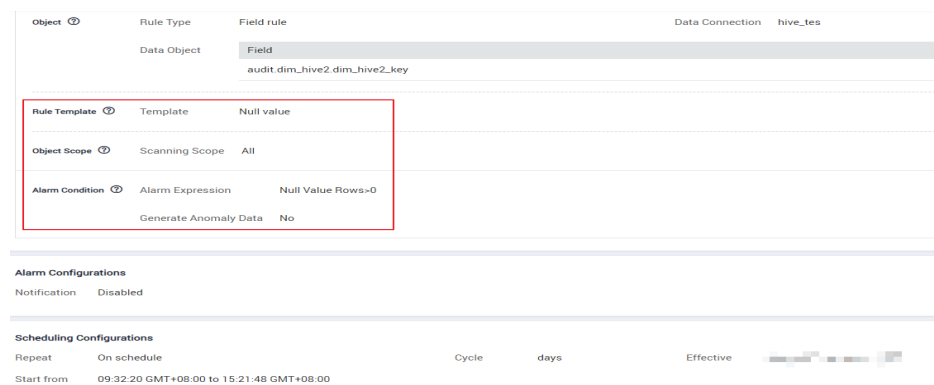 Object Rule Type Field rule Data Connection hive_tes
Data Object Field
audit.dim_hive2.dim_hive2_key
Rule Template Template Null value
Object Scope Scanning Scope All
Alarm Condition Alarm Expression Null Value Rows>0
Generate Anomaly Data No
Alarm Configurations
Notification Disabled
Scheduling Configurations
Repeat On schedule Cycle days Effective
Start from 09:32:20 GMT+08:00 to 15:21:48 GMT+08:00